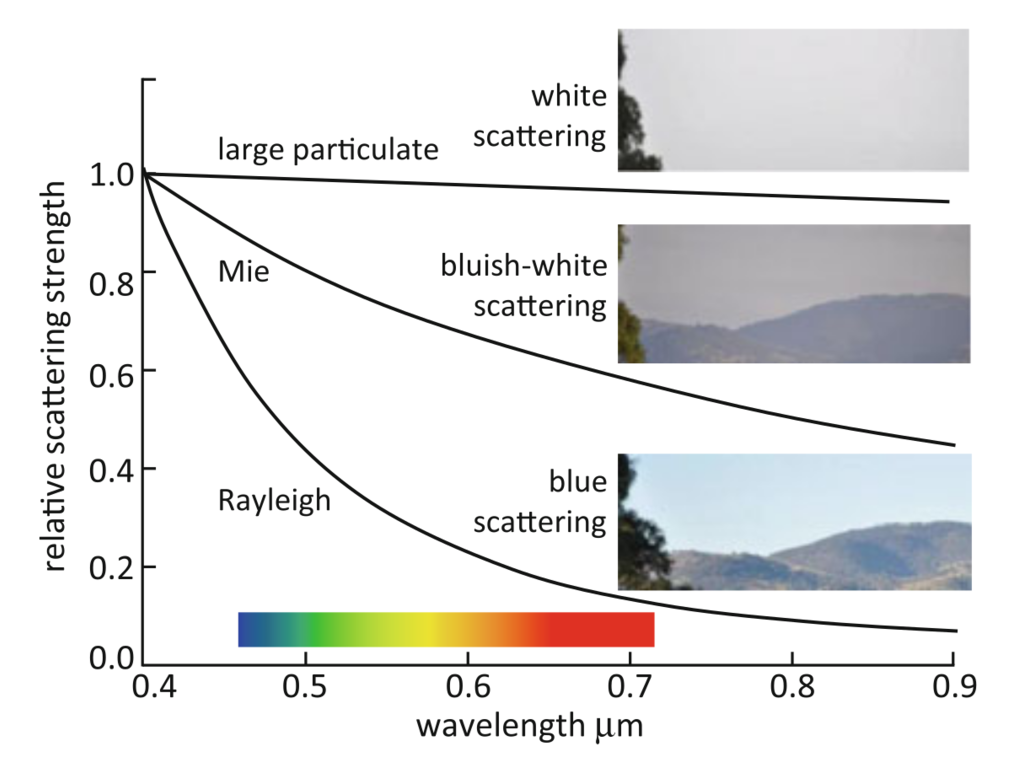 white
scattering
large particulate
1.0
relative scattering strength
Mie
0.8
bluish-white
scattering
0.6
0.4
Rayleigh
blue
scattering
0.2
0.0
0.4 0.5 0.6 0.7 0.8 0.9
wavelength μm